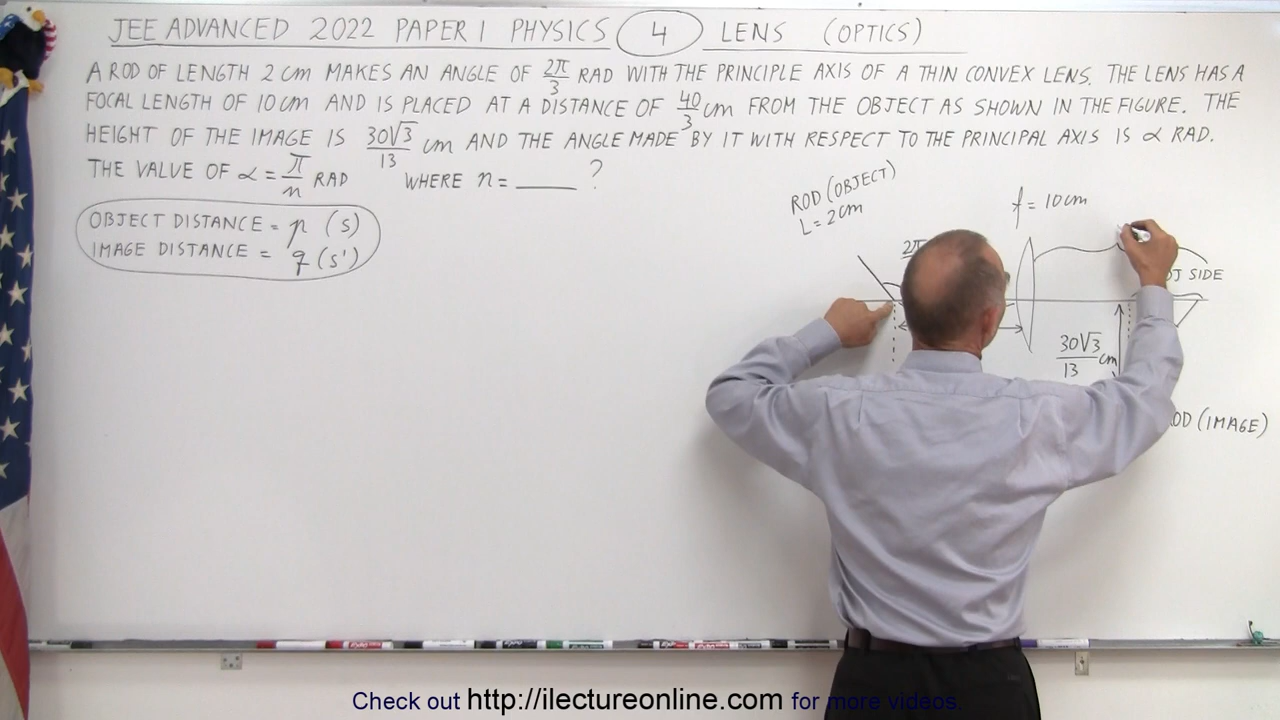 JEE ADVANCED 2022 PAPER 1 PHYSICS 4 LENS (OPTICS)
A ROD OF LENGTH 2 cm MAKES AN ANGLE OF 2π/3 RAD WITH THE PRINCIPLE AXIS OF A THIN CONVEX LENS. THE LENS HAS A
FOCAL LENGTH OF 10 cm AND IS PLACED AT A DISTANCE OF 40/3 cm FROM THE OBJECT AS SHOWN IN THE FIGURE. THE
HEIGHT OF THE IMAGE IS 30√3/13 cm AND THE ANGLE MADE BY IT WITH RESPECT TO THE PRINCIPAL AXIS IS α RAD.
THE VALUE OF α = π/n RAD WHERE n = ____ ?
OBJECT DISTANCE = p (s)
IMAGE DISTANCE = q (s')
ROD (OBJECT)
L = 2 cm
f = 10 cm
SIDE
30√3/13 cm
(IMAGE)
Check out http://ilectureonline.com for more videos.